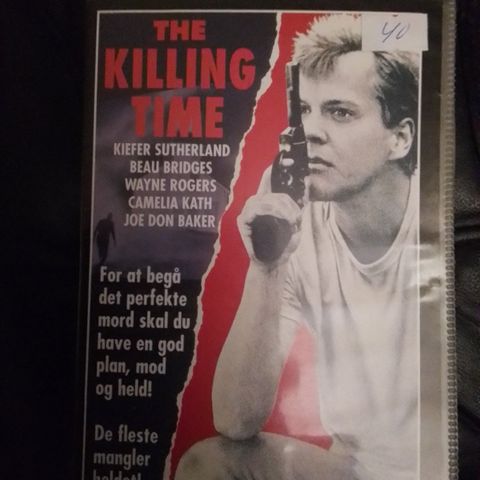 40
THE
KILLING
TIME
KIEFER SUTHERLAND
BEAU BRIDGES
WAYNE ROGERS
CAMELIA KATH
JOE DON BAKER
For at begå
det perfekte
mord skal du
have en god
plan, mod
og held!
De fleste
mangler
heldet!